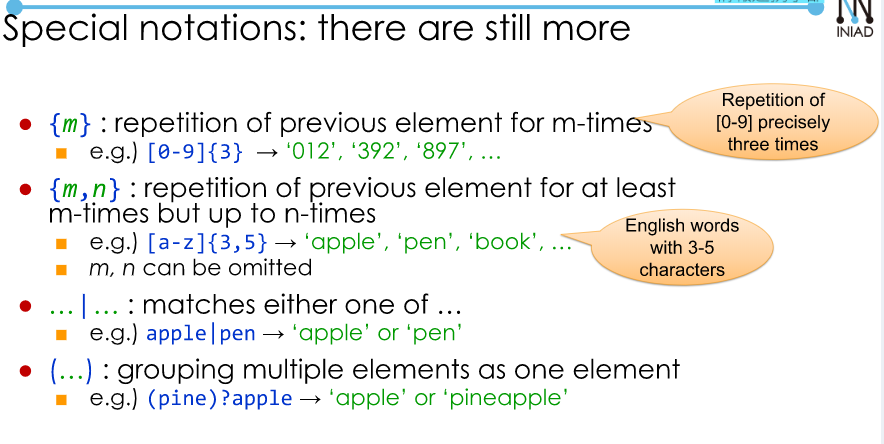 Special notations: there are still more
INIAD
{m} : repetition of previous element for m-times
e.g.) [0-9]{3} → ‘012’, ‘392’, ‘897’, …
Repetition of
[0-9] precisely
three times
{m,n} : repetition of previous element for at least
m-times but up to n-times
e.g.) [a-z]{3,5} → ‘apple’, ‘pen’, ‘book’, …
m, n can be omitted
English words
with 3-5
characters
…|… : matches either one of …
e.g.) apple|pen → ‘apple’ or ‘pen’
(…) : grouping multiple elements as one element
e.g.) (pine)?apple → ‘apple’ or ‘pineapple’